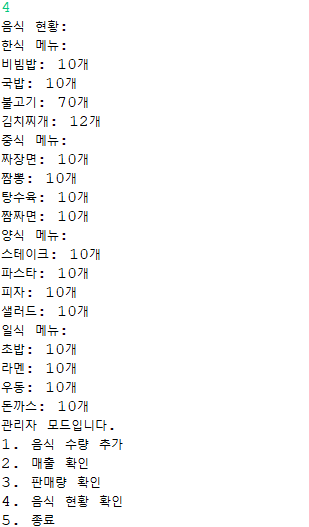 4
음식 현황:
한식 메뉴:
비빔밥: 10개
국밥: 10개
불고기: 70개
김치찌개: 12개
중식 메뉴:
짜장면: 10개
짬뽕: 10개
탕수육: 10개
짬짜면: 10개
양식 메뉴:
스테이크: 10개
파스타: 10개
피자: 10개
샐러드: 10개
일식 메뉴:
초밥: 10개
라멘: 10개
우동: 10개
돈까스: 10개
관리자 모드입니다.
1. 음식 수량 추가
2. 매출 확인
3. 판매량 확인
4. 음식 현황 확인
5. 종료